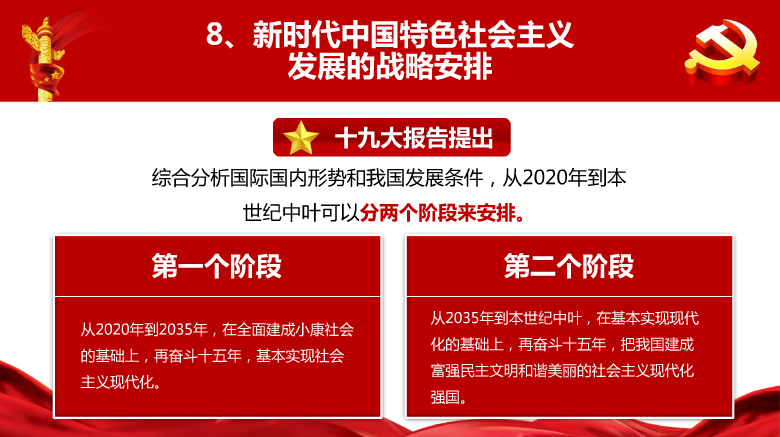 8、新时代中国特色社会主义
发展的战略安排
十九大报告提出
综合分析国际国内形势和我国发展条件，从2020年到本
世纪中叶可以分两个阶段来安排。
第一个阶段
从2020年到2035年，在全面建成小康社会
的基础上，再奋斗十五年，基本实现社会
主义现代化。
第二个阶段
从2035年到本世纪中叶，在基本实现现代
化的基础上，再奋斗十五年，把我国建成
富强民主文明和谐美丽的社会主义现代化
强国。